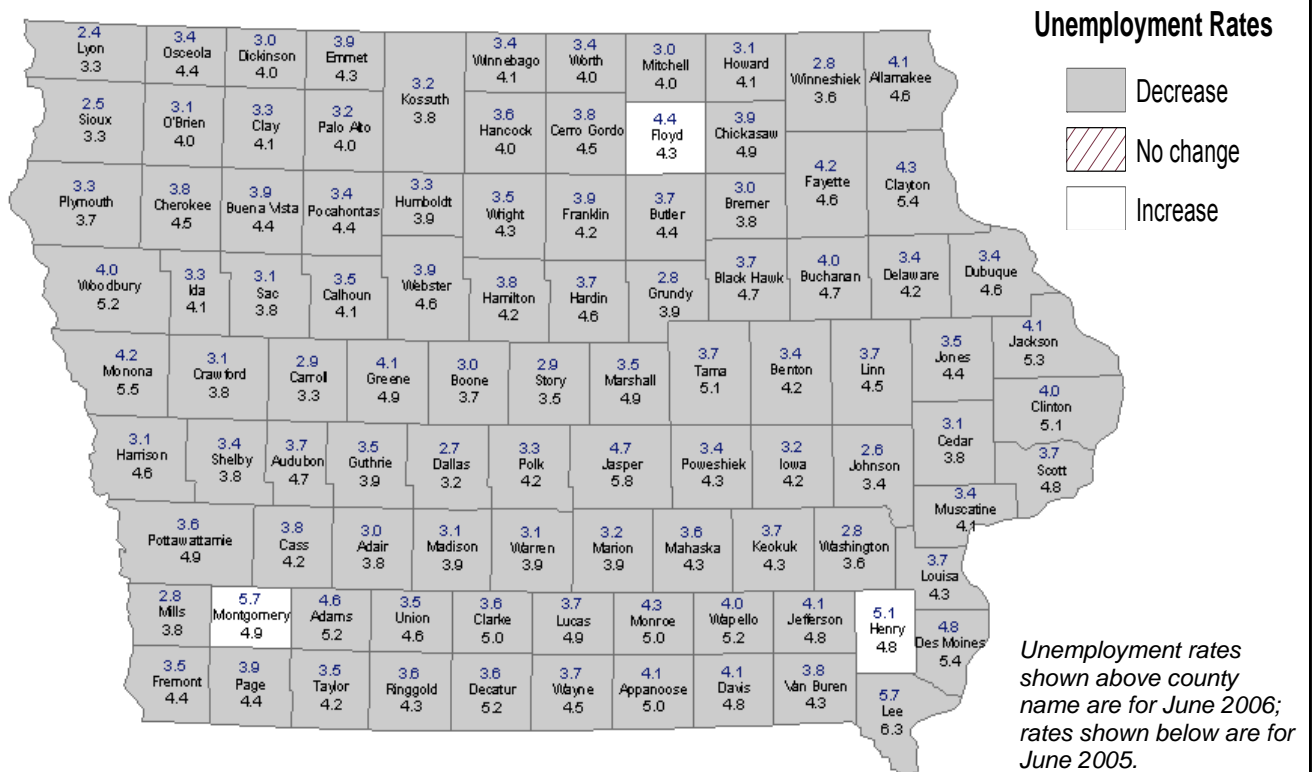 Unemployment Rates
Decrease
No change
Increase
2.4
Lyon
3.3
3.4
Osceola
4.4
3.0
Dickinson
4.0
3.9
Emmet
4.3
3.2
Kossuth
3.8
3.4
Winnebago
4.1
3.4
Worth
4.0
3.0
Mitchell
4.0
3.1
Howard
4.1
2.8
Winneshiek
3.6
4.1
Allamakee
4.6
2.5
Sioux
3.3
3.1
O'Brien
4.0
3.3
Clay
4.1
3.2
Palo Alto
4.0
3.6
Hancock
4.0
3.8
Cerro Gordo
4.5
4.4
Floyd
4.3
3.9
Chickasaw
4.9
4.2
Fayette
4.6
4.3
Clayton
5.4
3.3
Plymouth
3.7
3.8
Cherokee
4.5
3.9
Buena Vista
4.4
3.4
Pocahontas
4.4
3.3
Humboldt
3.9
3.5
Wright
4.3
3.9
Franklin
4.2
3.7
Butler
4.4
3.0
Bremer
3.8
4.0
Woodbury
5.2
3.3
Ida
4.1
3.1
Sac
3.8
3.5
Calhoun
4.1
3.9
Webster
4.6
3.8
Hamilton
4.2
3.7
Hardin
4.6
2.8
Grundy
3.9
3.7
Black Hawk
4.7
4.0
Buchanan
4.7
3.4
Delaware
4.2
3.4
Dubuque
4.6
4.2
Monona
5.5
3.1
Crawford
3.8
2.9
Carroll
3.3
4.1
Greene
4.9
3.0
Boone
3.7
2.9
Story
3.5
3.5
Marshall
4.9
3.7
Tama
5.1
3.4
Benton
4.2
3.7
Linn
4.5
3.5
Jones
4.4
4.1
Jackson
5.3
4.0
Clinton
5.1
3.1
Harrison
4.6
3.4
Shelby
3.8
3.7
Audubon
4.7
3.5
Guthrie
3.9
2.7
Dallas
3.2
3.3
Polk
4.2
4.7
Jasper
5.8
3.4
Poweshiek
4.3
3.2
Iowa
4.2
2.6
Johnson
3.4
3.1
Cedar
3.8
3.7
Scott
4.8
3.4
Muscatine
4.1
3.6
Pottawattamie
4.9
3.8
Cass
4.2
3.0
Adair
3.8
3.1
Madison
3.9
3.1
Warren
3.9
3.2
Marion
3.9
3.6
Mahaska
4.3
3.7
Keokuk
4.3
2.8
Washington
3.6
3.7
Louisa
4.3
2.8
Mills
3.8
5.7
Montgomery
4.9
4.6
Adams
5.2
3.5
Union
4.6
3.6
Clarke
5.0
3.7
Lucas
4.9
4.3
Monroe
5.0
4.0
Wapello
5.2
4.1
Jefferson
4.8
5.1
Henry
4.8
4.8
Des Moines
5.4
3.5
Fremont
4.4
3.9
Page
4.4
3.5
Taylor
4.2
3.6
Ringgold
4.3
3.6
Decatur
5.2
3.7
Wayne
4.5
4.1
Appanoose
5.0
4.1
Davis
4.8
3.8
Van Buren
4.3
5.7
Lee
6.3
Unemployment rates
shown above county
name are for June 2006;
rates shown below are for
June 2005.